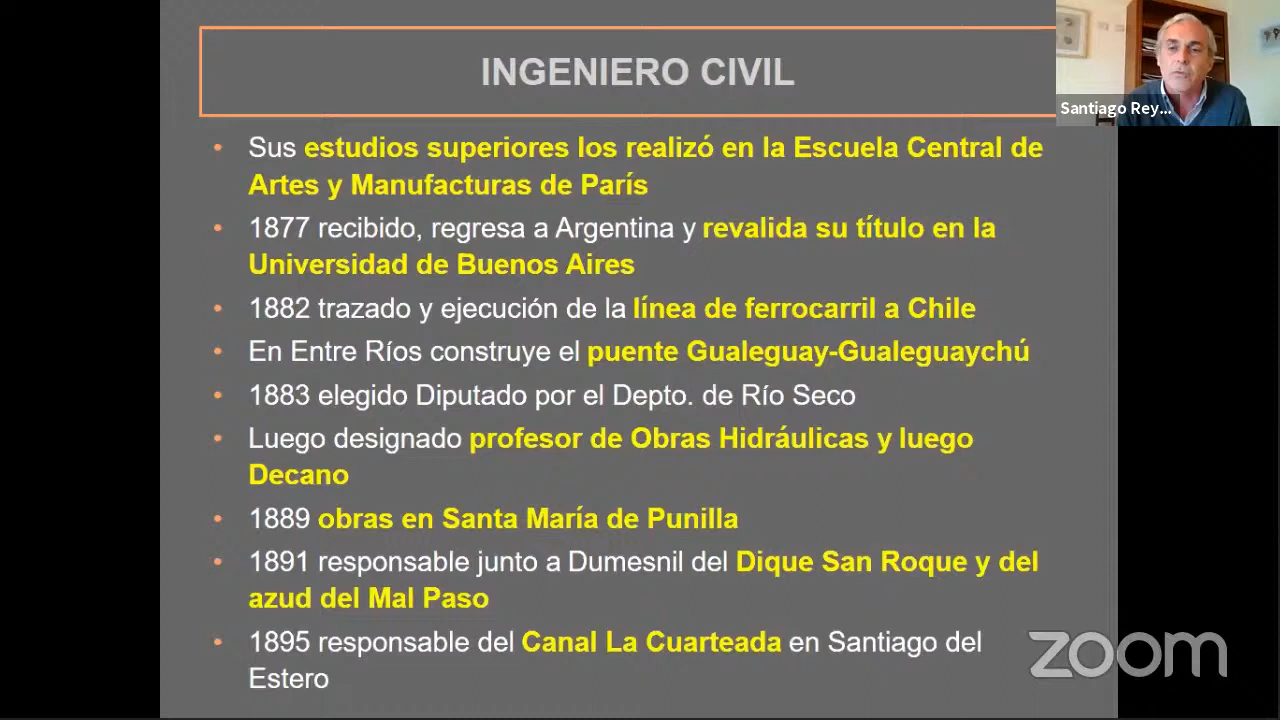 INGENIERO CIVIL
Santiago Rey...
• Sus estudios superiores los realizó en la Escuela Central de
Artes y Manufacturas de París
• 1877 recibido, regresa a Argentina y revalida su título en la
Universidad de Buenos Aires
• 1882 trazado y ejecución de la línea de ferrocarril a Chile
• En Entre Ríos construye el puente Gualeguay-Gualeguaychú
• 1883 elegido Diputado por el Depto. de Río Seco
• Luego designado profesor de Obras Hidráulicas y luego
Decano
• 1889 obras en Santa María de Punilla
• 1891 responsable junto a Dumesnil del Dique San Roque y del
azud del Mal Paso
• 1895 responsable del Canal La Cuarteada en Santiago del
Estero
zoom